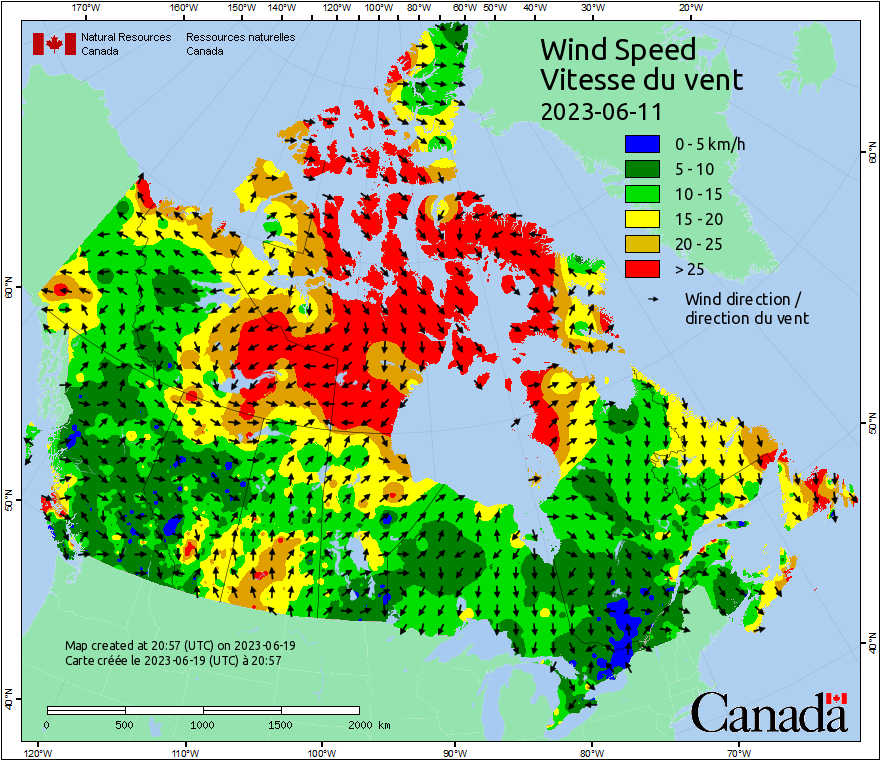 170°W 160°W 150°W 140°W 120°W 110°W 100°W 80°W 60°W 50°W 40°W 30°W 20°W
Natural Resources Ressources naturelles
Canada Canada
Wind Speed
Vitesse du vent
2023-06-11
0 - 5 km/h
5 - 10
10 - 15
15 - 20
20 - 25
> 25
Wind direction /
direction du vent
60°N 60°N
50°N 50°N
40°N 40°N
Map created at 20:57 (UTC) on 2023-06-19
Carte créée le 2023-06-19 (UTC) à 20:57
0 500 1000 1500 2000 km
Canada
120°W 110°W 100°W 90°W 80°W 70°W